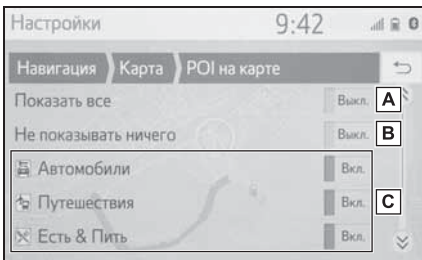 Настройки 9:42
Навигация Карта POI на карте
Показать все Выкл. A
Не показывать ничего Выкл. B
Автомобили Вкл.
Путешествия Вкл. C
Есть & Пить Вкл.